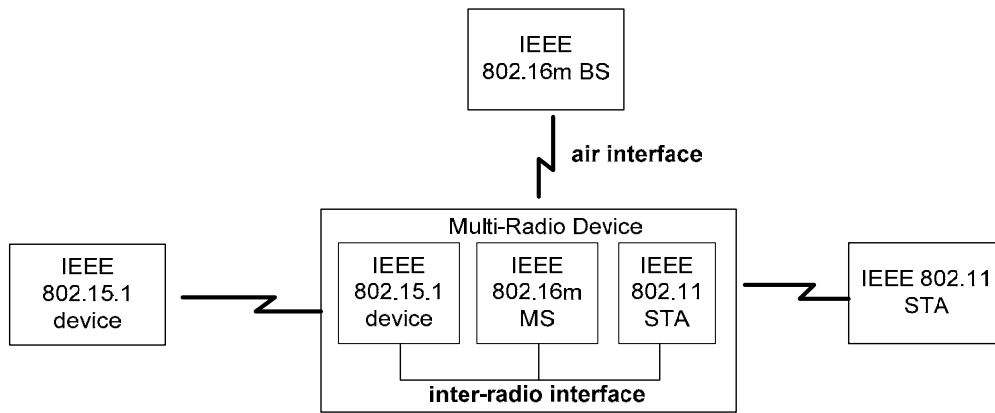 IEEE
802.16m BS
air interface
Multi-Radio Device
IEEE
802.15.1
device
IEEE
802.15.1
device
IEEE
802.16m
MS
IEEE
802.11
STA
IEEE 802.11
STA
inter-radio interface